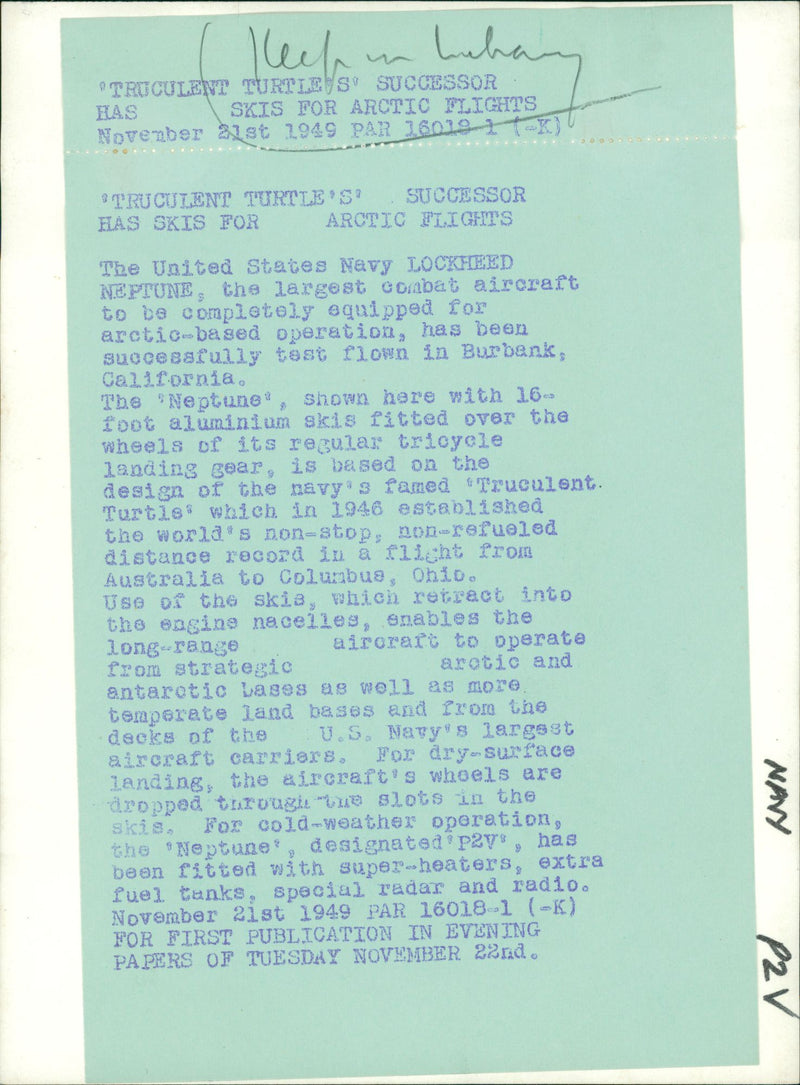 Keep in Library
'TRUCULENT TURTLE'S' SUCCESSOR
HAS SKIS FOR ARCTIC FLIGHTS
November 21st 1949 PAR 16018-1 (-K)
'TRUCULENT TURTLE'S' SUCCESSOR
HAS SKIS FOR ARCTIC FLIGHTS
The United States Navy LOCKHEED
NEPTUNE, the largest combat aircraft
to be completely equipped for
arctic-based operation, has been
successfully test flown in Burbank,
California.
The 'Neptune', shown here with 16-
foot aluminium skis fitted over the
wheels of its regular tricycle
landing gear, is based on the
design of the navy's famed 'Truculent
Turtle' which in 1946 established
the world's non-stop, non-refueled
distance record in a flight from
Australia to Columbus, Ohio.
Use of the skis, which retract into
the engine nacelles, enables the
long-range aircraft to operate
from strategic arctic and
antarctic bases as well as more
temperate land bases and from the
decks of the U.S. Navy's largest
aircraft carriers. For dry-surface
landing, the aircraft's wheels are
dropped through the slots in the
skis. For cold-weather operation,
the 'Neptune', designated 'P2V', has
been fitted with super-heaters, extra
fuel tanks, special radar and radio.
November 21st 1949 PAR 16018-1 (-K)
FOR FIRST PUBLICATION IN EVENING
PAPERS OF TUESDAY NOVEMBER 22nd.
NAVY
P2V